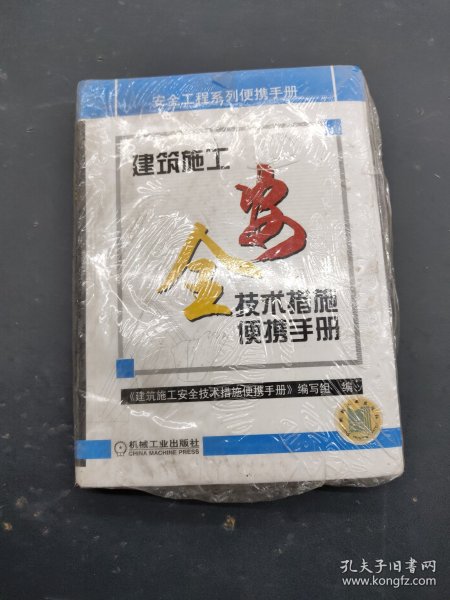 安全工程系列便携手册
建筑施工
安
全
技术措施
便携手册
《建筑施工安全技术措施便携手册》编写组 编
机械工业出版社
CHINA MACHINE PRESS
孔夫子旧书网
www.kongfz.com